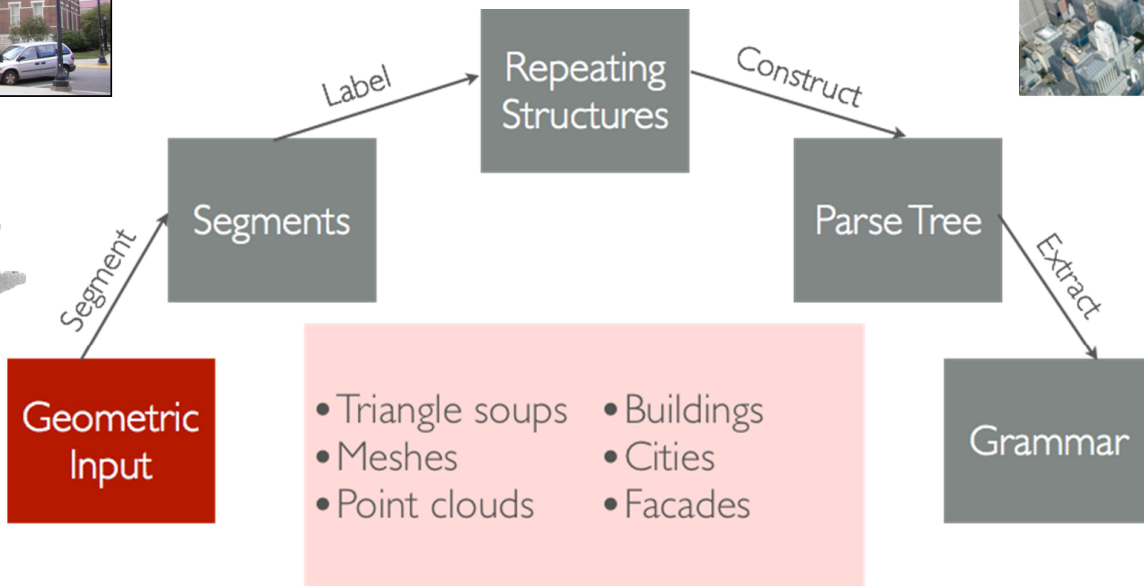 Repeating
Structures
Label
Construct
Segments
Parse Tree
Segment
Extract
Geometric
Input
• Triangle soups
• Meshes
• Point clouds
• Buildings
• Cities
• Facades
Grammar